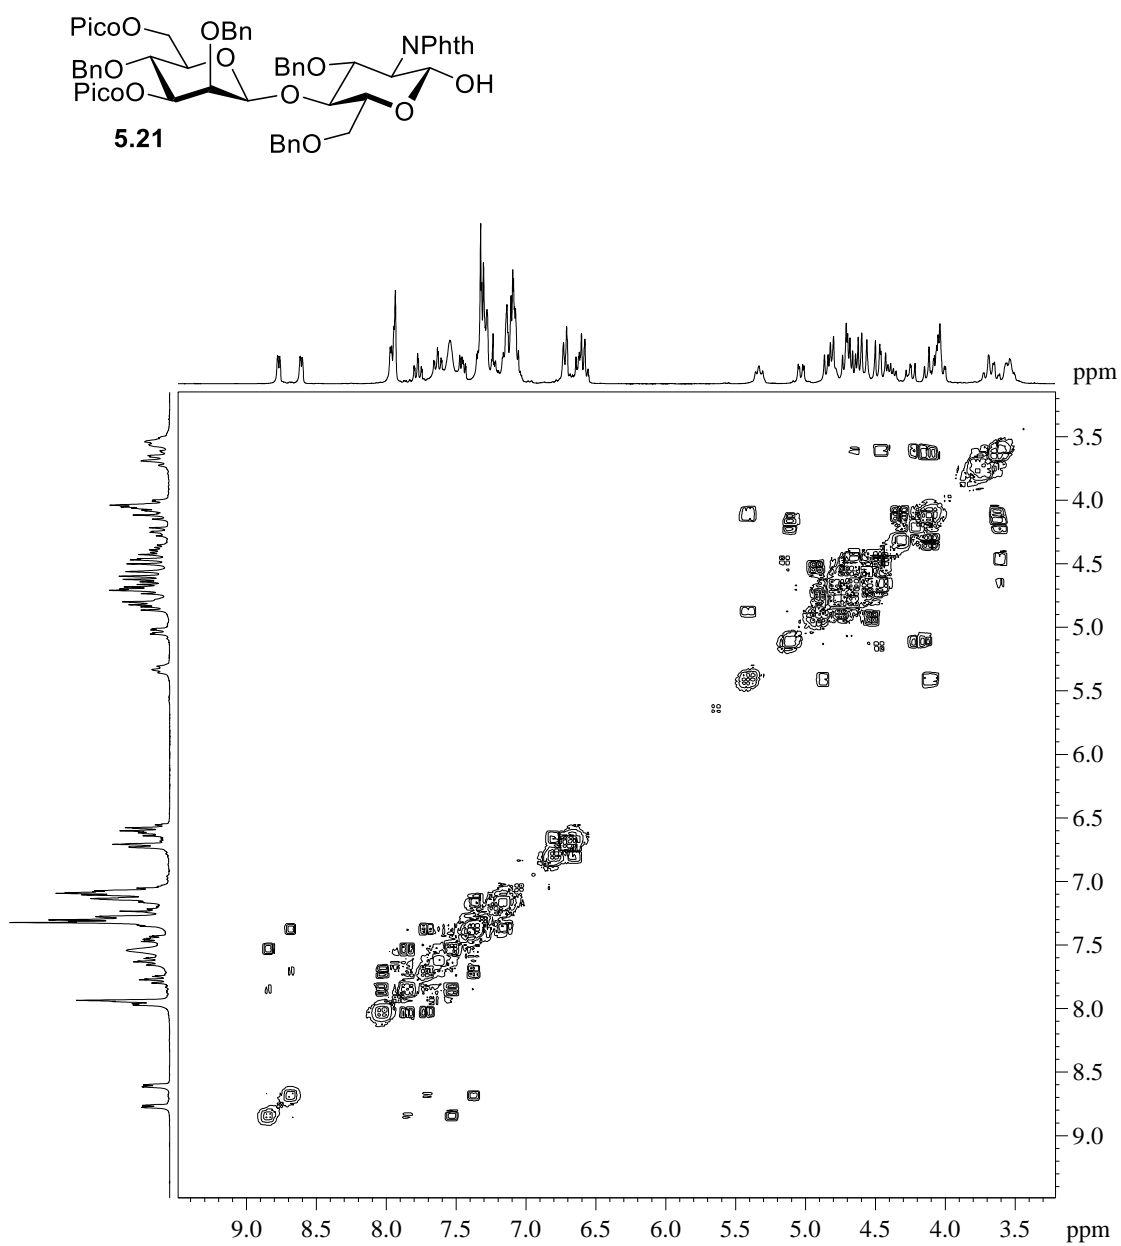 PicoO OBn NPhth
O BnO
BnO OH
PicoO O O
5.21 BnO
ppm
3.5
4.0
4.5
5.0
5.5
6.0
6.5
7.0
7.5
8.0
8.5
9.0
9.0 8.5 8.0 7.5 7.0 6.5 6.0 5.5 5.0 4.5 4.0 3.5 ppm